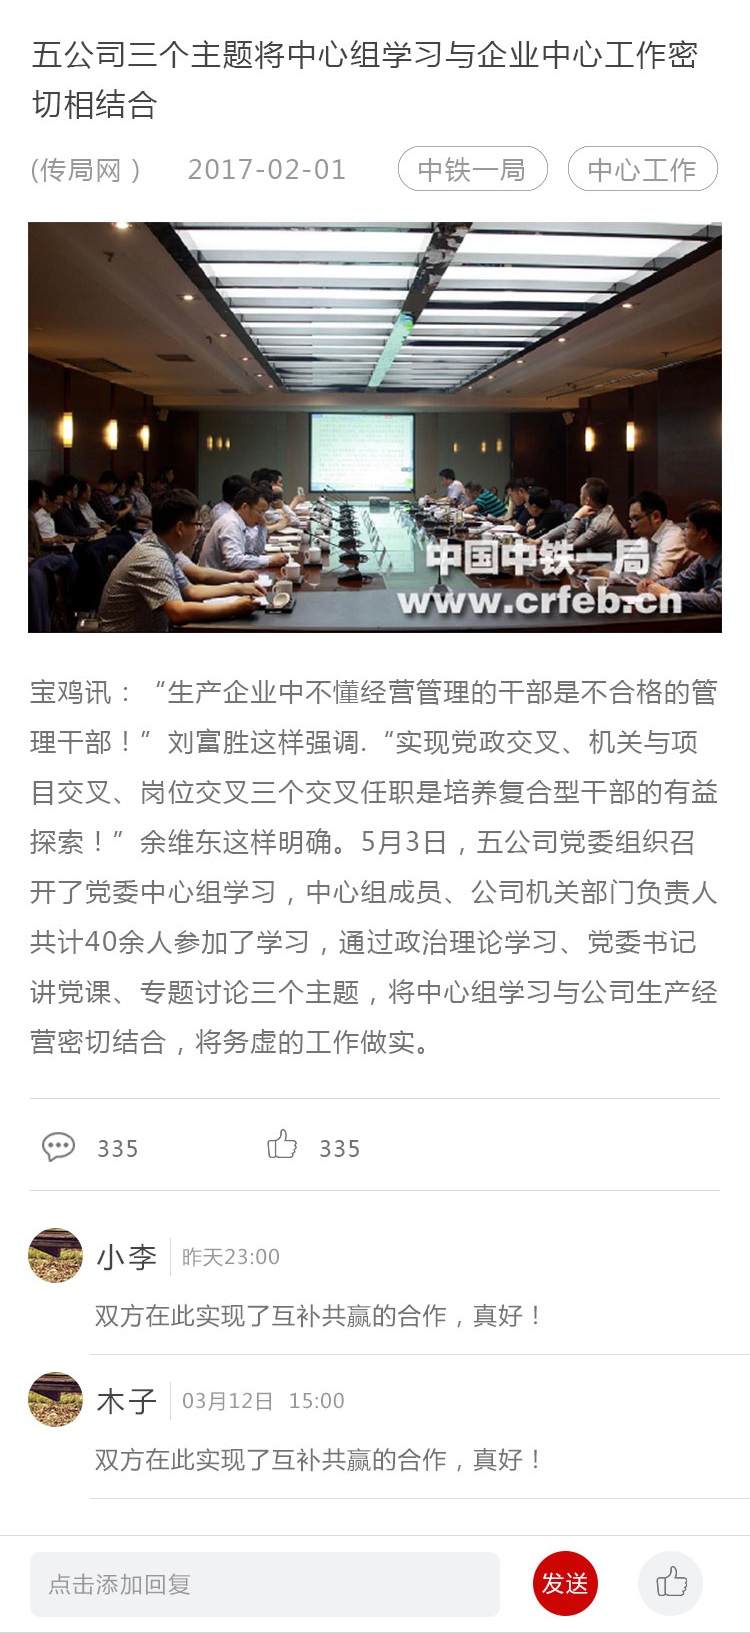 五公司三个主题将中心组学习与企业中心工作密
切相结合
(传局网 ) 2017-02-01 中铁一局 中心工作
中国中铁一局
www.crfeb.cn
宝鸡讯：“生产企业中不懂经营管理的干部是不合格的管
理干部！”刘富胜这样强调.“实现党政交叉、机关与项
目交叉、岗位交叉三个交叉任职是培养复合型干部的有益
探索！”余维东这样明确。5月3日，五公司党委组织召
开了党委中心组学习，中心组成员、公司机关部门负责人
共计40余人参加了学习，通过政治理论学习、党委书记
讲党课、专题讨论三个主题，将中心组学习与公司生产经
营密切结合，将务虚的工作做实。
335 335
小李 昨天23:00
双方在此实现了互补共赢的合作，真好！
木子 03月12日 15:00
双方在此实现了互补共赢的合作，真好！
点击添加回复 发送